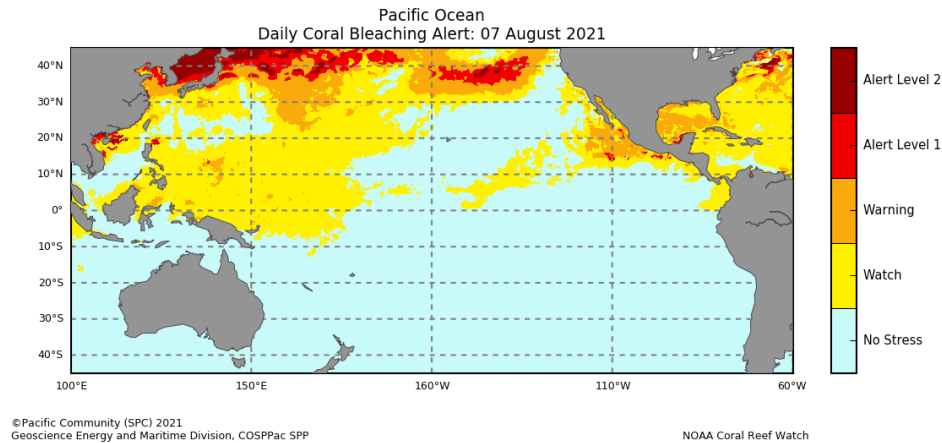 Pacific Ocean
Daily Coral Bleaching Alert: 07 August 2021
40°N
30°N
20°N
10°N
0°
10°S
20°S
30°S
40°S
100°E
150°E
160°W
110°W
60°W
Alert Level 2
Alert Level 1
Warning
Watch
No Stress
©Pacific Community (SPC) 2021
Geoscience Energy and Maritime Division, COSPPac SPP
NOAA Coral Reef Watch